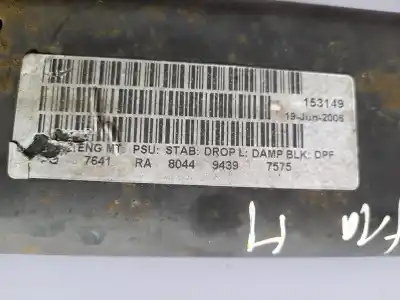 153149
19-Jun-2006
ENG MT PSU: STAB: DROP L: DAMP BLK: DPF
7641 RA 8044 9439 7575